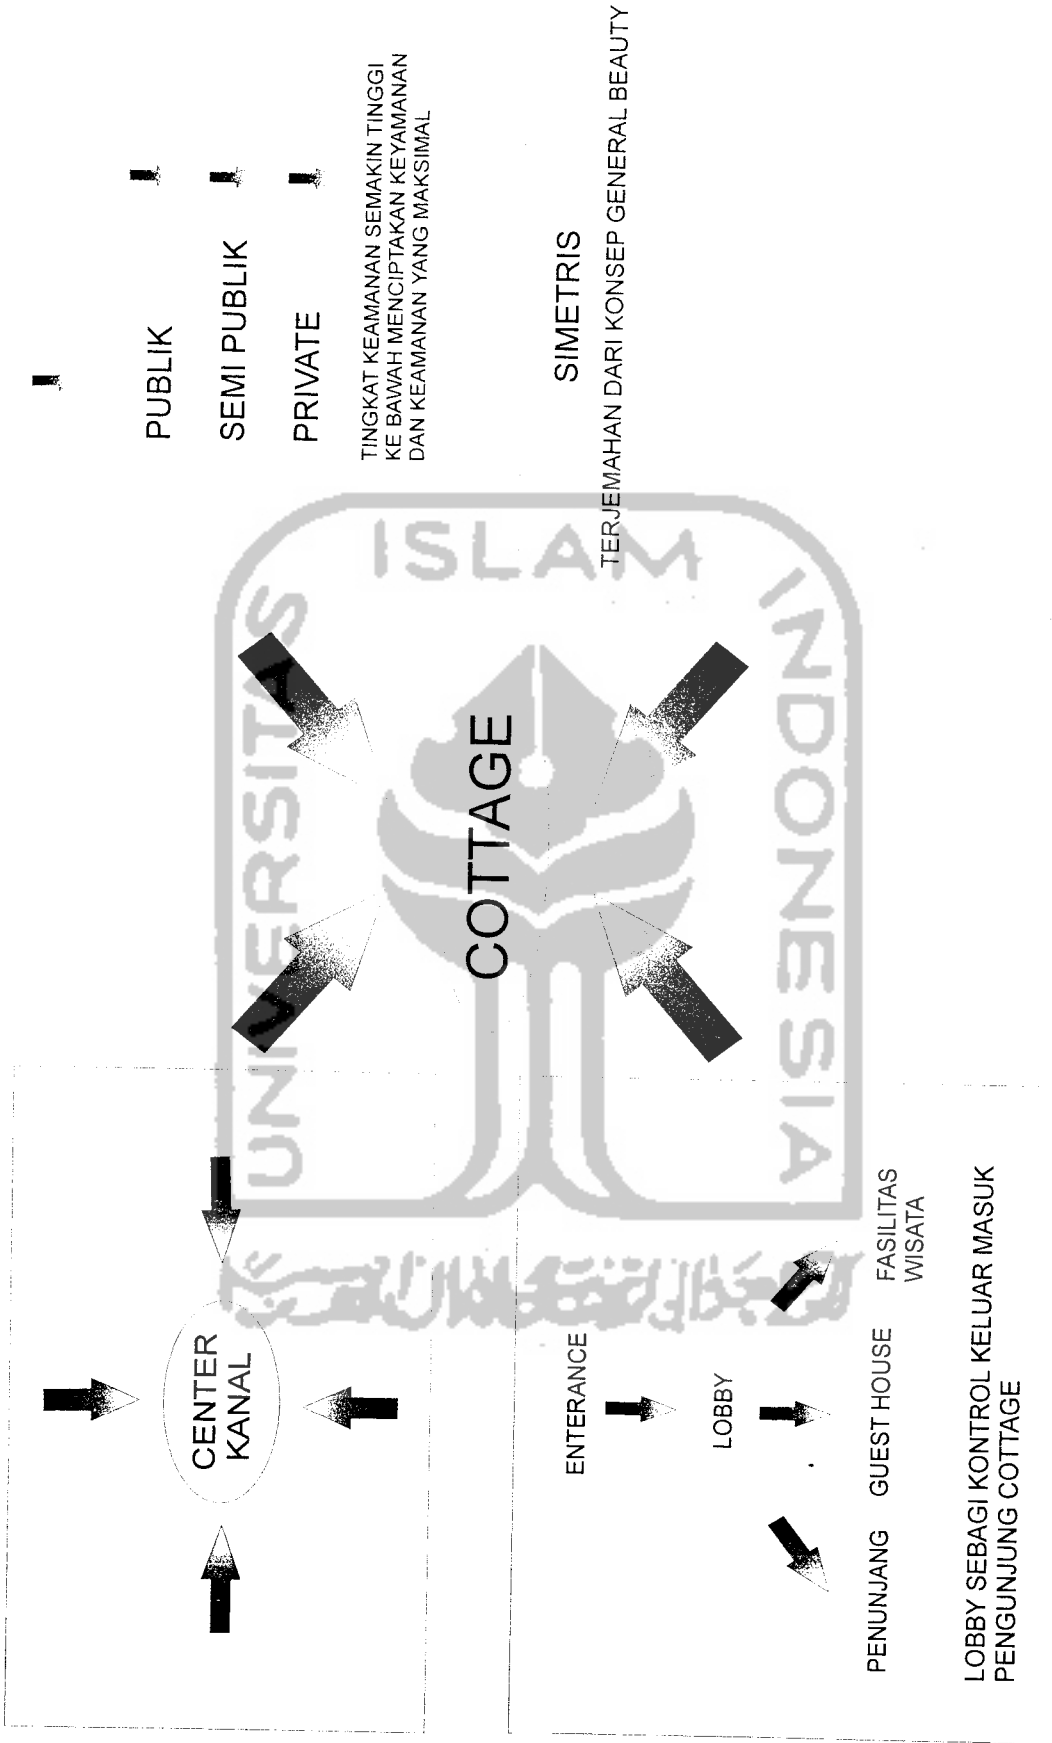 CENTER
KANAL
COTTAGE
PUBLIK
SEMI PUBLIK
PRIVATE
TINGKAT KEAMANAN SEMAKIN TINGGI
KE BAWAH MENCIPTAKAN KEYAMANAN
DAN KEAMANAN YANG MAKSIMAL
ENTERANCE
LOBBY
PENUNJANG
GUEST HOUSE
FASILITAS
WISATA
LOBBY SEBAGI KONTROL KELUAR MASUK
PENGUNJUNG COTTAGE
SIMETRIS
TERJEMAHAN DARI KONSEP GENERAL BEAUTY
UNIVERSITAS
ISLAM
INDONESIA